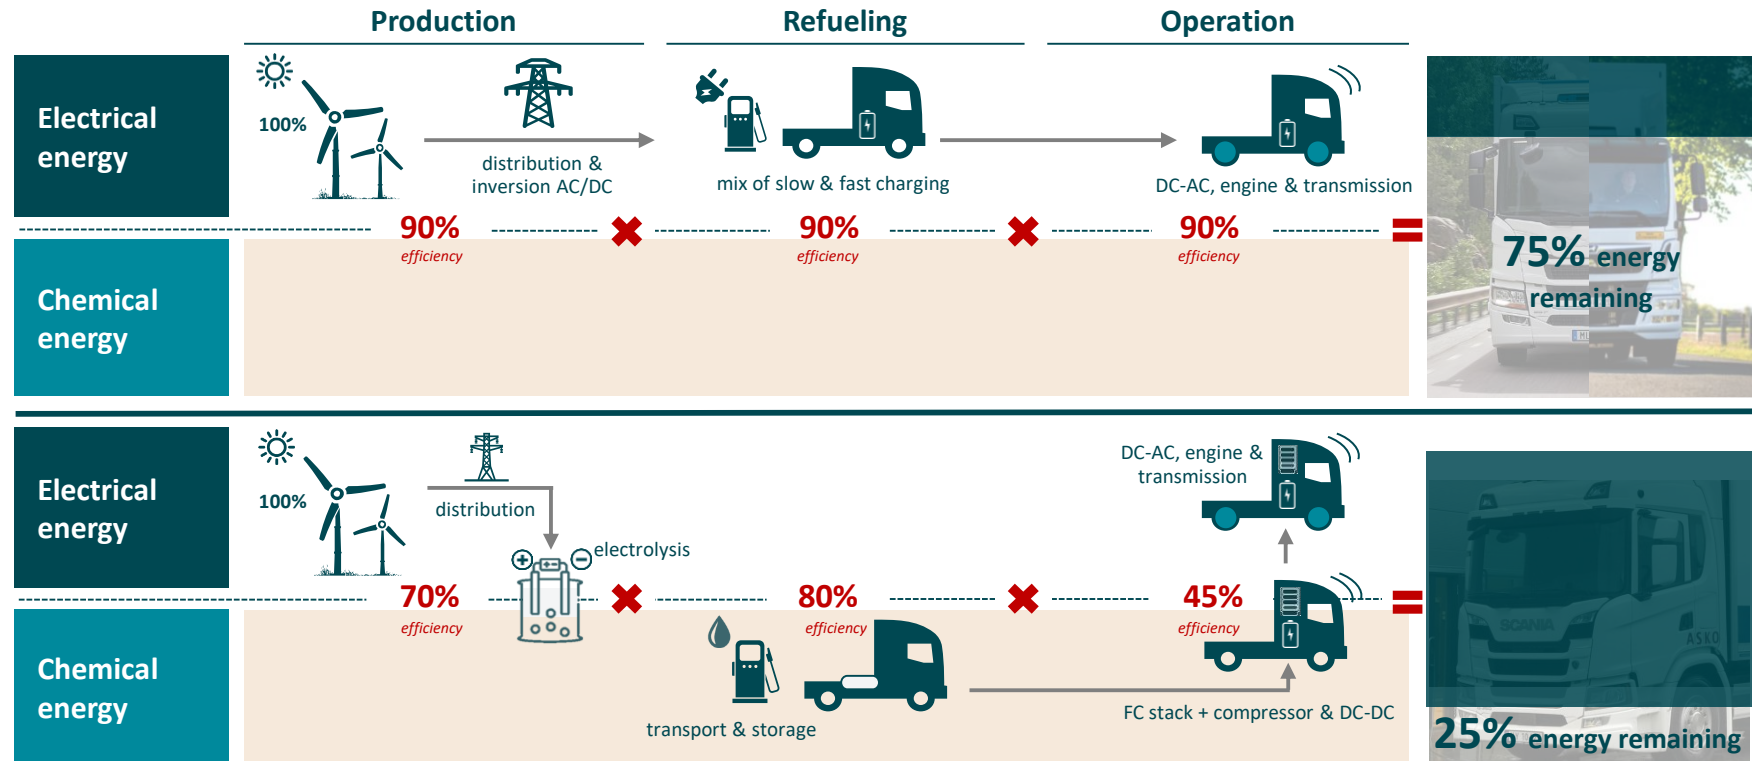 Production
Refueling
Operation
Electrical
energy
100%
distribution &
inversion AC/DC
mix of slow & fast charging
DC-AC, engine & transmission
90%
efficiency
90%
efficiency
90%
efficiency
75% energy
remaining
Chemical
energy
Electrical
energy
100%
distribution
electrolysis
DC-AC, engine &
transmission
70%
efficiency
80%
efficiency
45%
efficiency
Chemical
energy
transport & storage
FC stack + compressor & DC-DC
SCANIA
ASKO
25% energy remaining